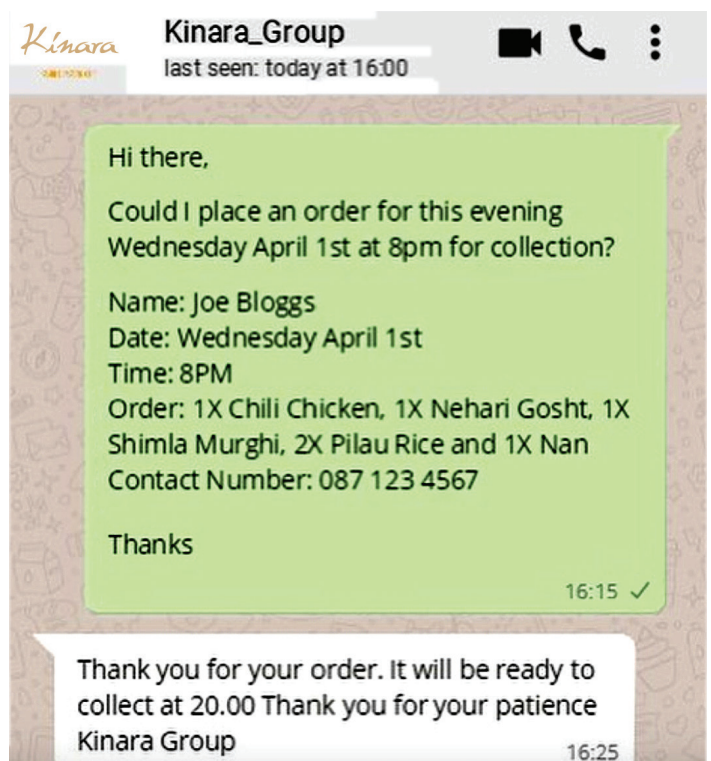 Kinara
Kinara_Group
last seen: today at 16:00
Hi there,
Could I place an order for this evening
Wednesday April 1st at 8pm for collection?
Name: Joe Bloggs
Date: Wednesday April 1st
Time: 8PM
Order: 1X Chili Chicken, 1X Nehari Gosht, 1X
Shimla Murghi, 2X Pilau Rice and 1X Nan
Contact Number: 087 123 4567
Thanks
16:15
Thank you for your order. It will be ready to
collect at 20.00 Thank you for your patience
Kinara Group
16:25